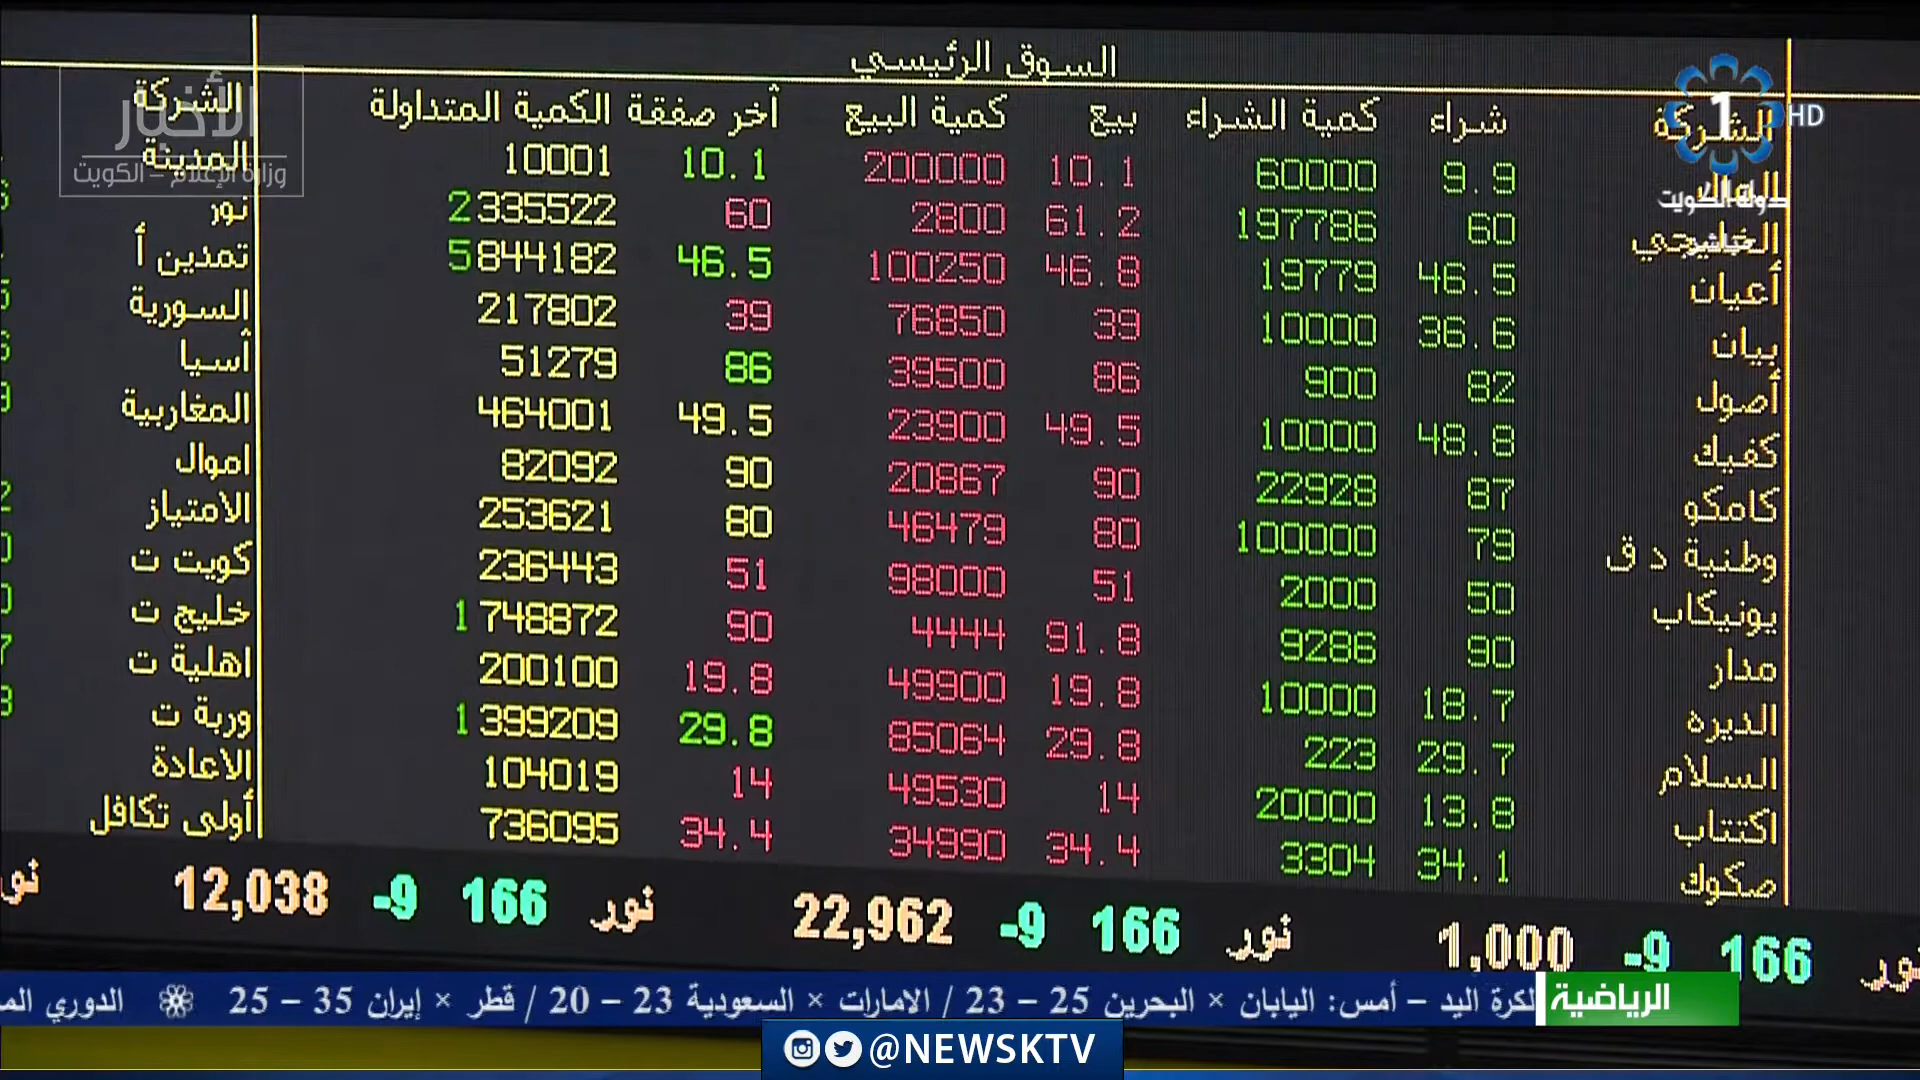 السوق الرئيسي
الشركة شراء كمية الشراء بيع كمية البيع آخر صفقة الكمية المتداولة الشركة
9.9 60000 10.1 200000 10.1 10001 المدينة
الخليجي 60 197786 61.2 2800 60 2335522 نور
أعيان 46.5 19779 46.8 100250 46.5 5844182 تمدين أ
بيان 36.6 10000 39 76850 39 217802 السورية
أصول 82 900 86 39500 86 51279 آسيا
كفيك 48.8 10000 49.5 23900 49.5 464001 المغاربية
كامكو 87 22928 90 20867 90 82092 اموال
وطنية د ق 79 100000 80 46479 80 253621 الامتياز
يونيكاب 50 2000 51 98000 51 236443 كويت ت
مدار 90 9286 91.8 4444 90 1748872 خليج ت
الديره 18.7 10000 19.8 49900 19.8 200100 اهلية ت
السلام 29.7 223 29.8 85064 29.8 1399209 وربة ت
اكتتاب 13.8 20000 14 49530 14 104019 الاعادة
صكوك 34.1 3304 34.4 34990 34.4 736095 أولى تكافل
نور 166 -9 1,000 نور 166 -9 22,962 نور 166 -9 12,038
الأخبار
وزارة الإعلام – الكويت
1 HD
دولة الكويت
مباشر
الرياضية
لكرة اليد – أمس: اليابان × البحرين 25 – 23 / الامارات × السعودية 23 – 20 / قطر × إيران 35 – 25 الدوري
@NEWSKTV